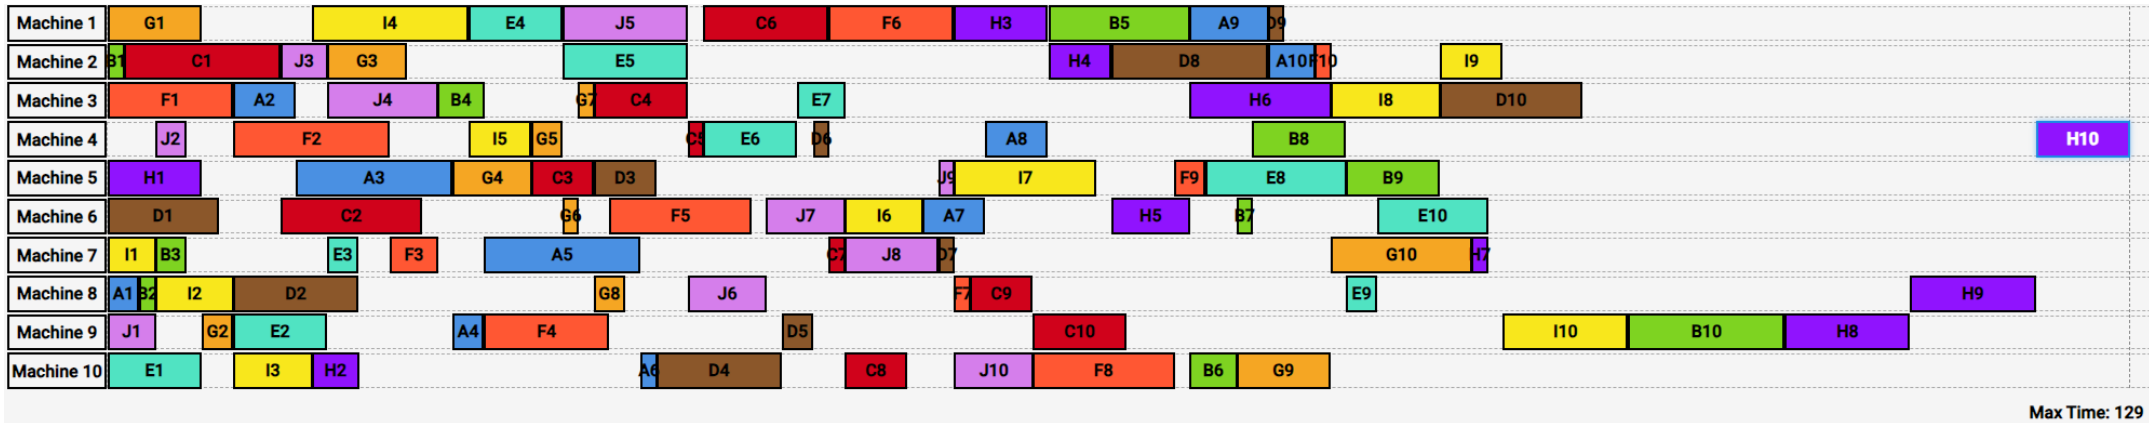 Machine 1 G1 I4 E4 J5 C6 F6 H3 B5 A9 D9
Machine 2 B1 C1 J3 G3 E5 H4 D8 A10 F10 I9
Machine 3 F1 A2 J4 B4 G7 C4 E7 H6 I8 D10
Machine 4 J2 F2 I5 G5 C5 E6 D6 A8 B8 H10
Machine 5 H1 A3 G4 C3 D3 J9 I7 F9 E8 B9
Machine 6 D1 C2 G6 F5 J7 I6 A7 H5 B7 E10
Machine 7 I1 B3 E3 F3 A5 C7 J8 D7 G10 H7
Machine 8 A1 B2 I2 D2 G8 J6 F7 C9 E9 H9
Machine 9 J1 G2 E2 A4 F4 D5 C10 I10 B10 H8
Machine 10 E1 I3 H2 A6 D4 C8 J10 F8 B6 G9
Max Time: 129